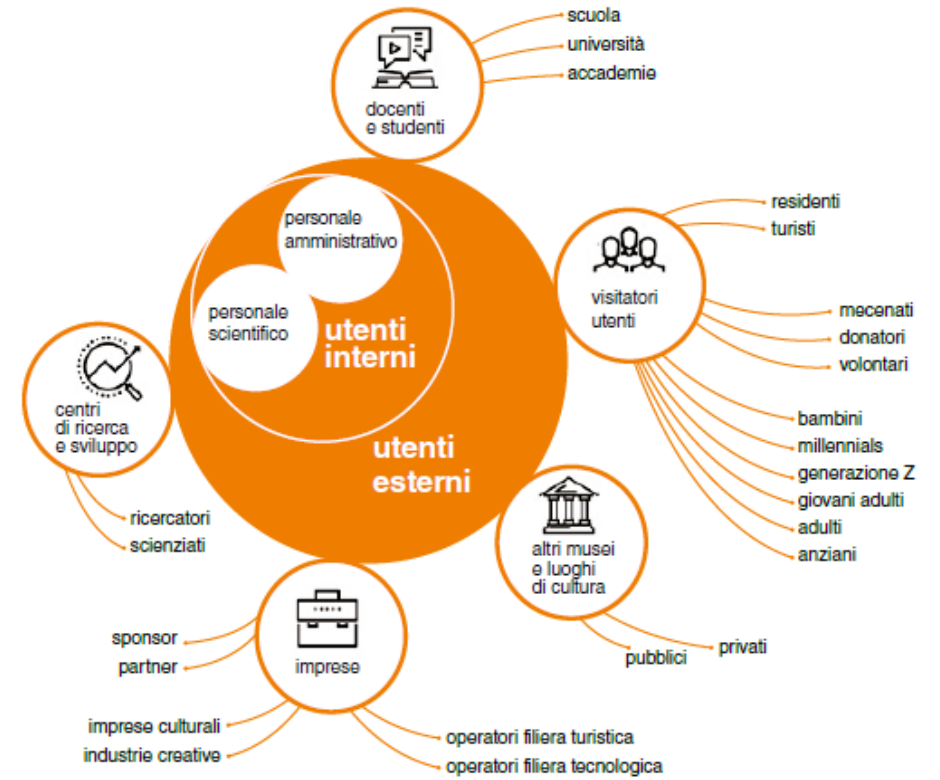 scuola
università
accademie
docenti
e studenti
residenti
turisti
visitatori
utenti
mecenati
donatori
volontari
bambini
millennials
generazione Z
giovani adulti
adulti
anziani
personale
amministrativo
personale
scientifico
utenti
interni
utenti
esterni
centri
di ricerca
e sviluppo
ricercatori
scienziati
altri musei
e luoghi
di cultura
pubblici
privati
imprese
sponsor
partner
imprese culturali
industrie creative
operatori filiera turistica
operatori filiera tecnologica